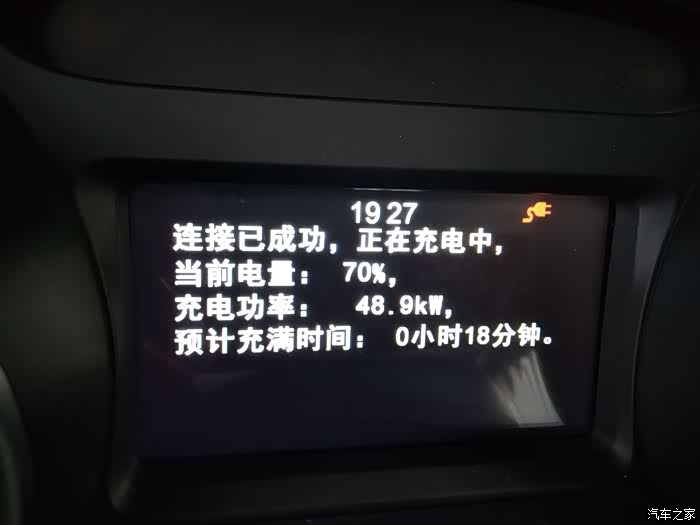 19 27
连接已成功，正在充电中，
当前电量： 70%，
充电功率： 48.9kW，
预计充满时间： 0小时18分钟。
汽车之家